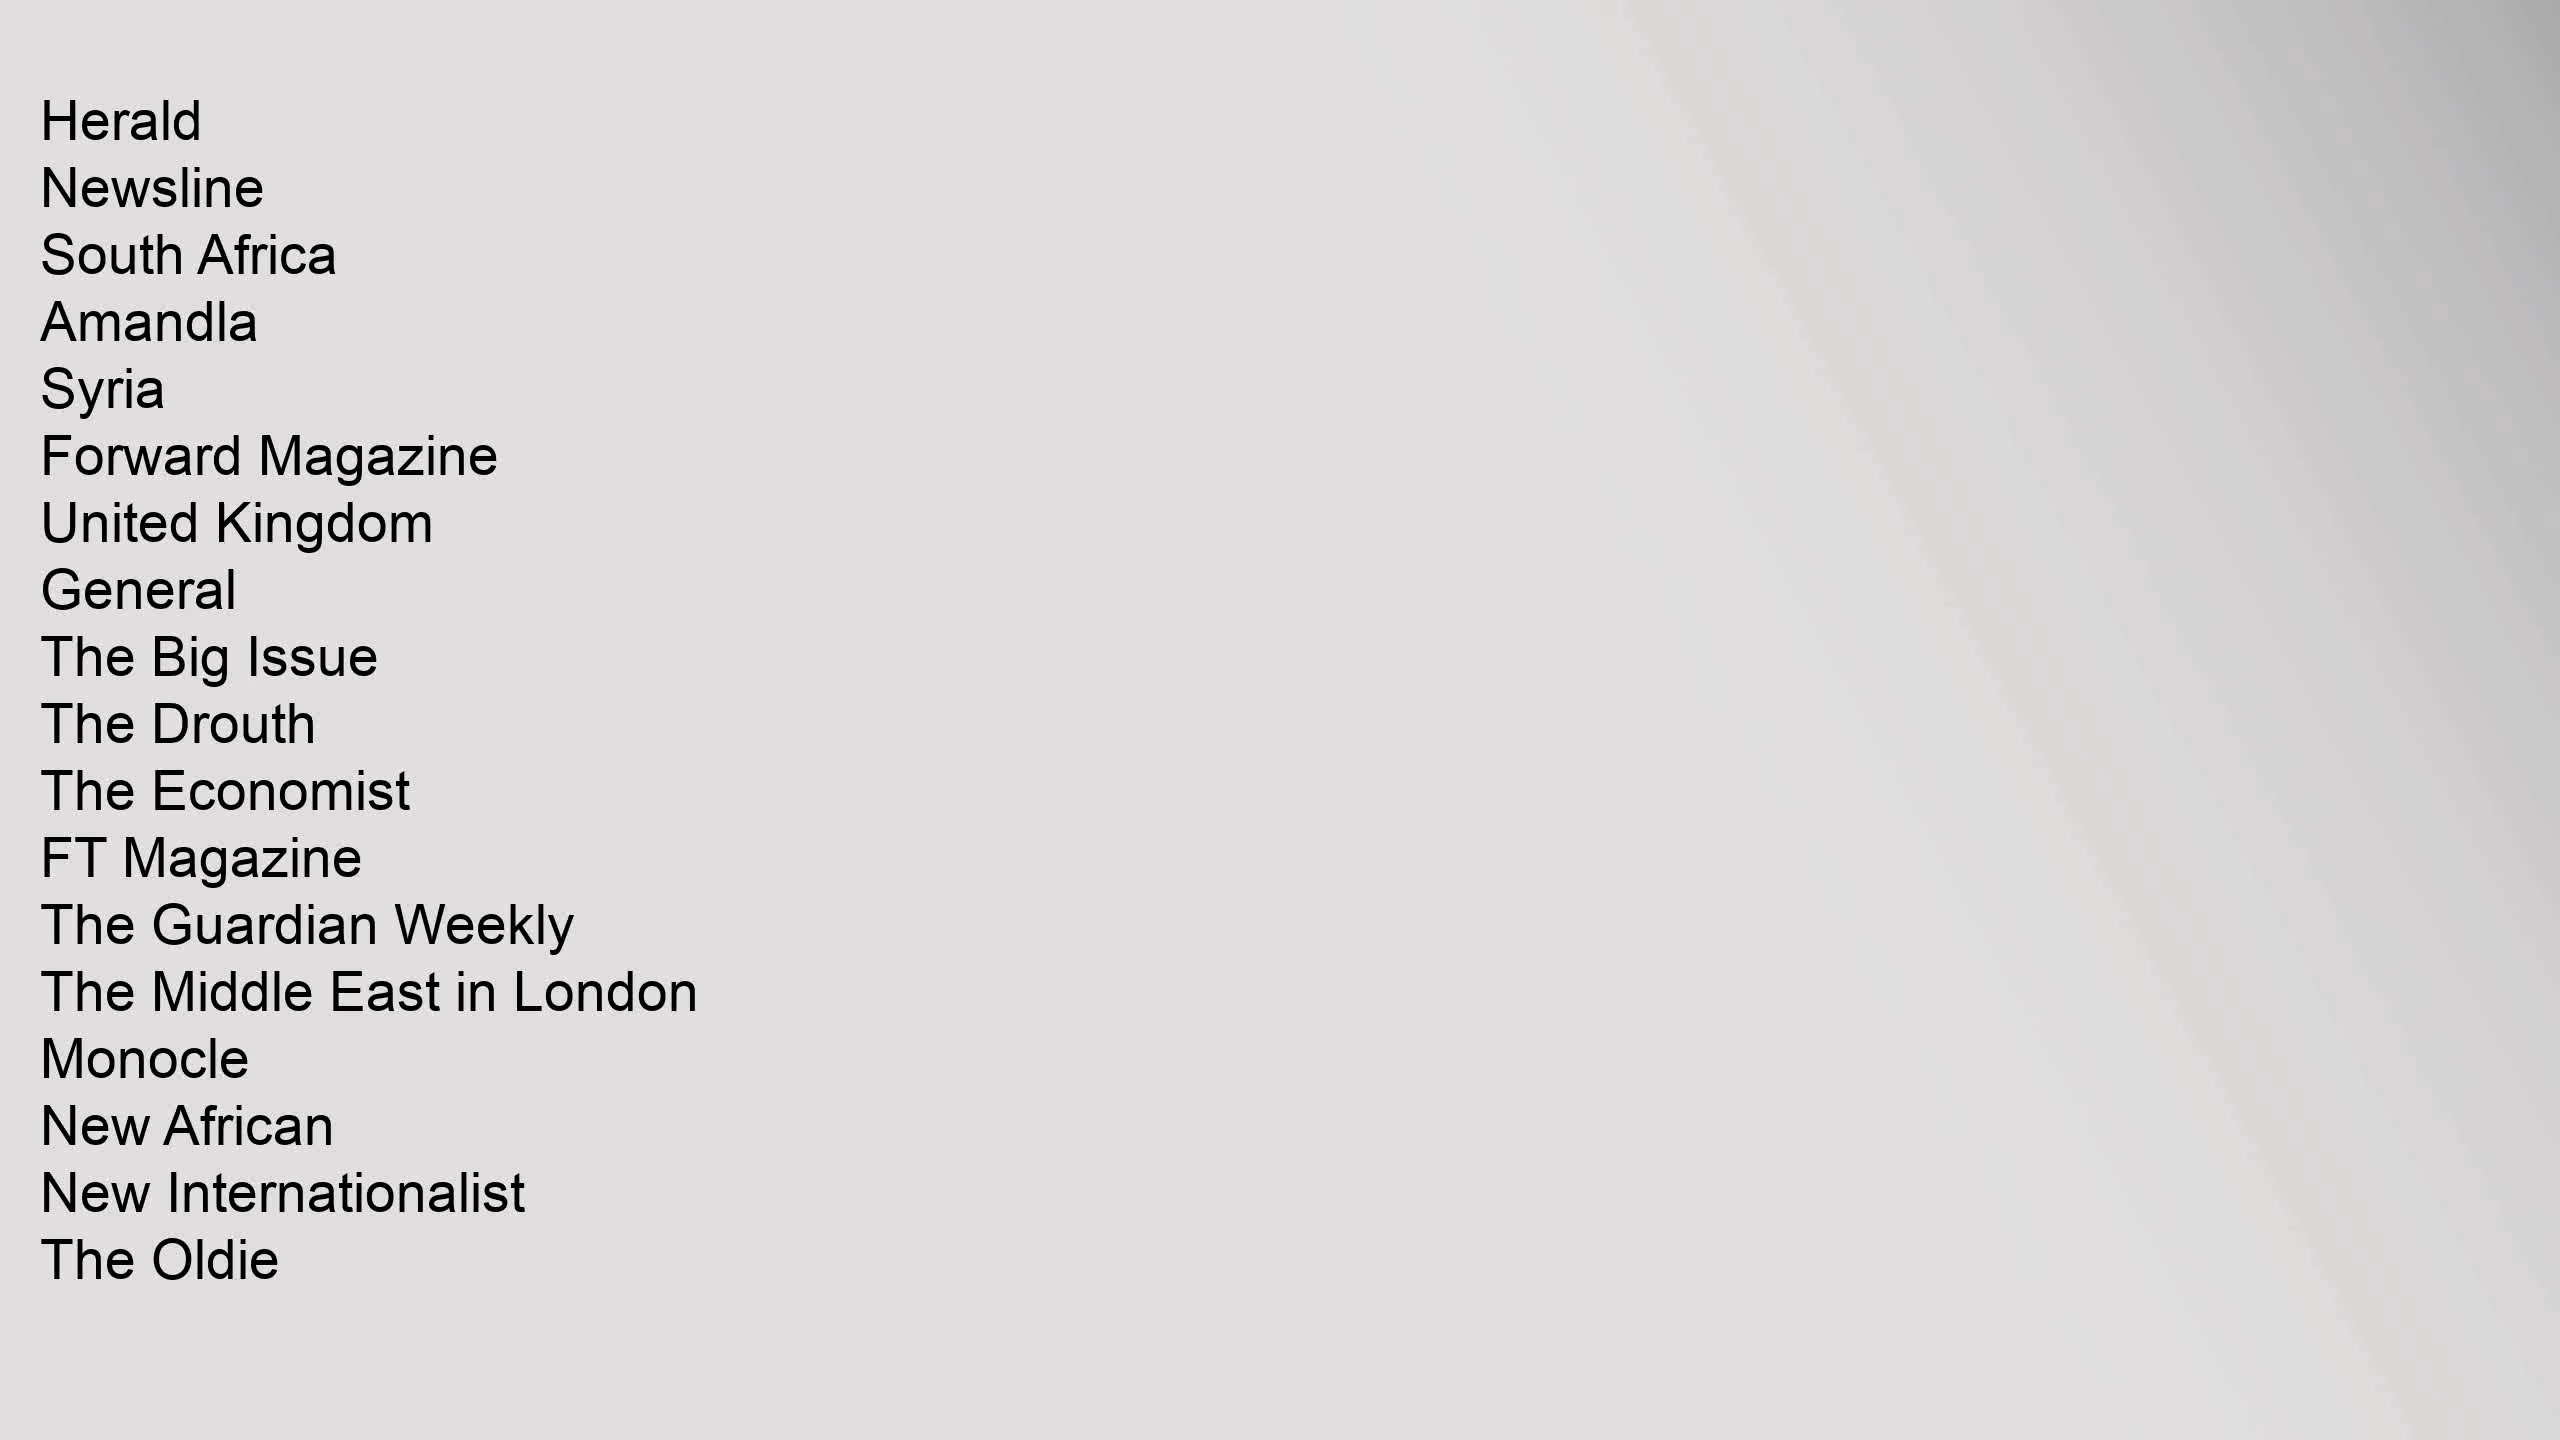 Herald
Newsline
South Africa
Amandla
Syria
Forward Magazine
United Kingdom
General
The Big Issue
The Drouth
The Economist
FT Magazine
The Guardian Weekly
The Middle East in London
Monocle
New African
New Internationalist
The Oldie